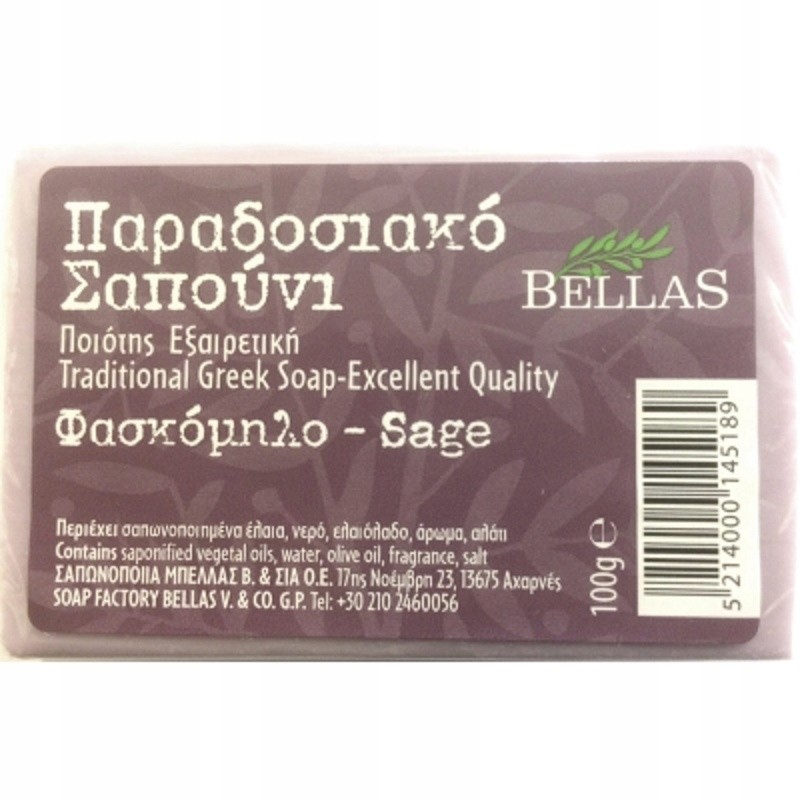 Παραδοσιακό
Σαπούνι
BELLAS
Ποιότης Εξαιρετική
Traditional Greek Soap-Excellent Quality
Φασκόμηλο - Sage
Περιέχει σαπωνοποιημένα έλαια, νερό, ελαιόλαδο, άρωμα, αλάτι
Contains saponified vegetal oils, water, olive oil, fragrance, salt
ΣΑΠΩΝΟΠΟΙΙΑ ΜΠΕΛΛΑΣ Β. & ΣΙΑ Ο.Ε. 17ης Νοέμβρη 23, 13675 Αχαρνές
SOAP FACTORY BELLAS V. & CO. G.P. Tel: +30 210 2460056
100g e
5 214000 145189